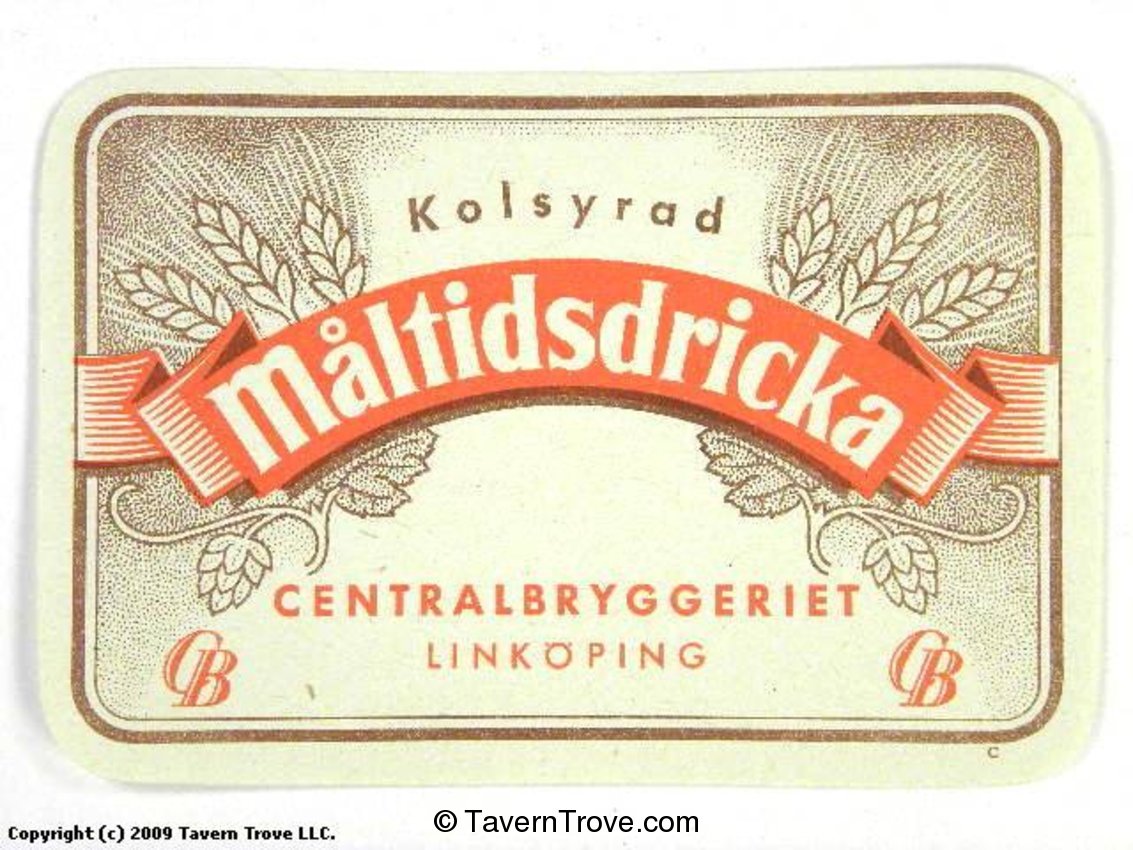 Kolsyrad
Måltidsdricka
CENTRALBRYGGERIET
LINKÖPING
CB CB
C
Copyright (c) 2009 Tavern Trove LLC.
© TavernTrove.com